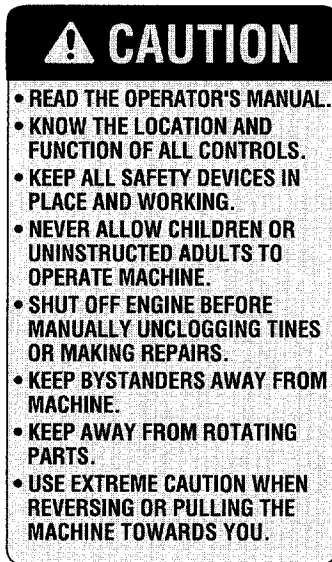 CAUTION
• READ THE OPERATOR'S MANUAL.
• KNOW THE LOCATION AND
FUNCTION OF ALL CONTROLS.
• KEEP ALL SAFETY DEVICES IN
PLACE AND WORKING.
• NEVER ALLOW CHILDREN OR
UNINSTRUCTED ADULTS TO
OPERATE MACHINE.
• SHUT OFF ENGINE BEFORE
MANUALLY UNCLOGGING TINES
OR MAKING REPAIRS.
• KEEP BYSTANDERS AWAY FROM
MACHINE.
• KEEP AWAY FROM ROTATING
PARTS.
• USE EXTREME CAUTION WHEN
REVERSING OR PULLING THE
MACHINE TOWARDS YOU.